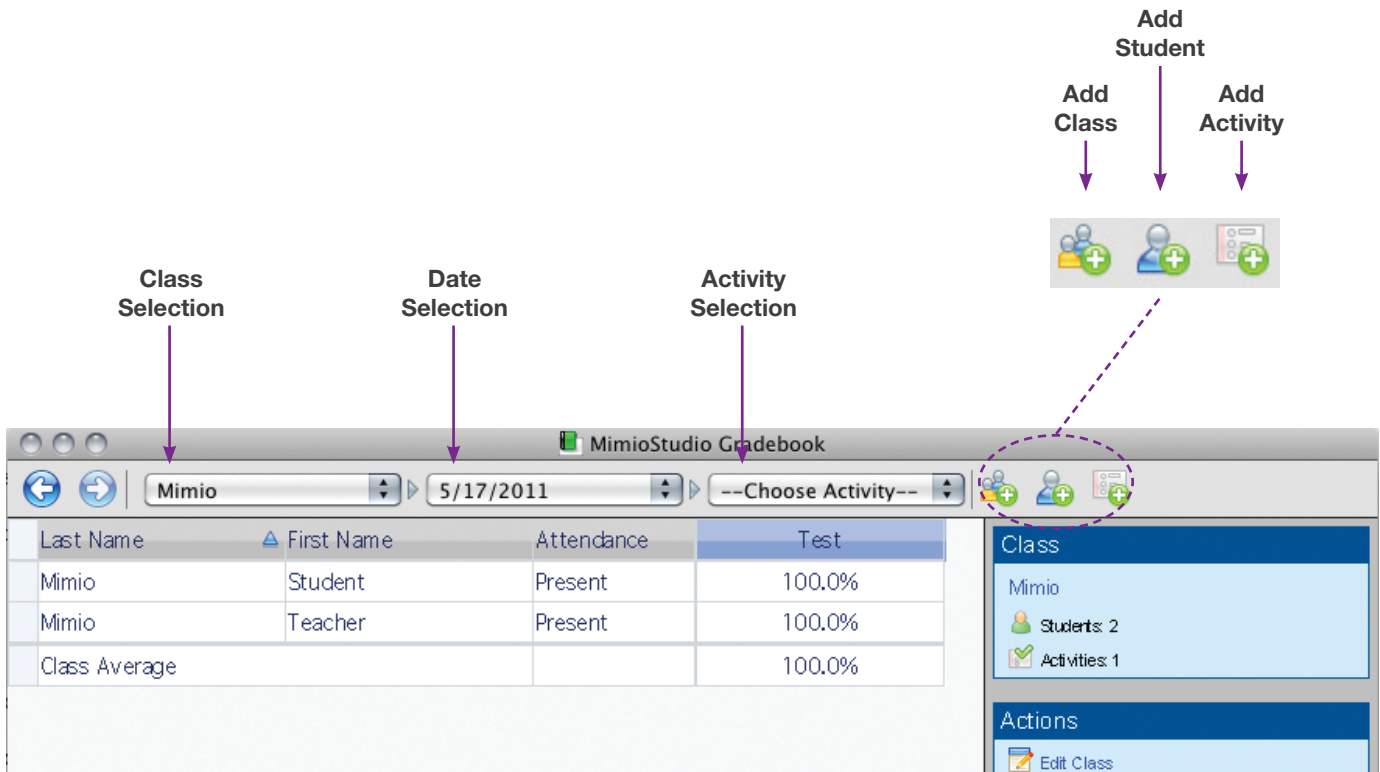 Add
Student
Add
Class
Add
Activity
Class
Selection
Date
Selection
Activity
Selection
MimioStudio Gradebook
Mimio
5/17/2011
--Choose Activity--
Last Name First Name Attendance Test
Mimio Student Present 100.0%
Mimio Teacher Present 100.0%
Class Average 100.0%
Class
Mimio
Students: 2
Activities: 1
Actions
Edit Class